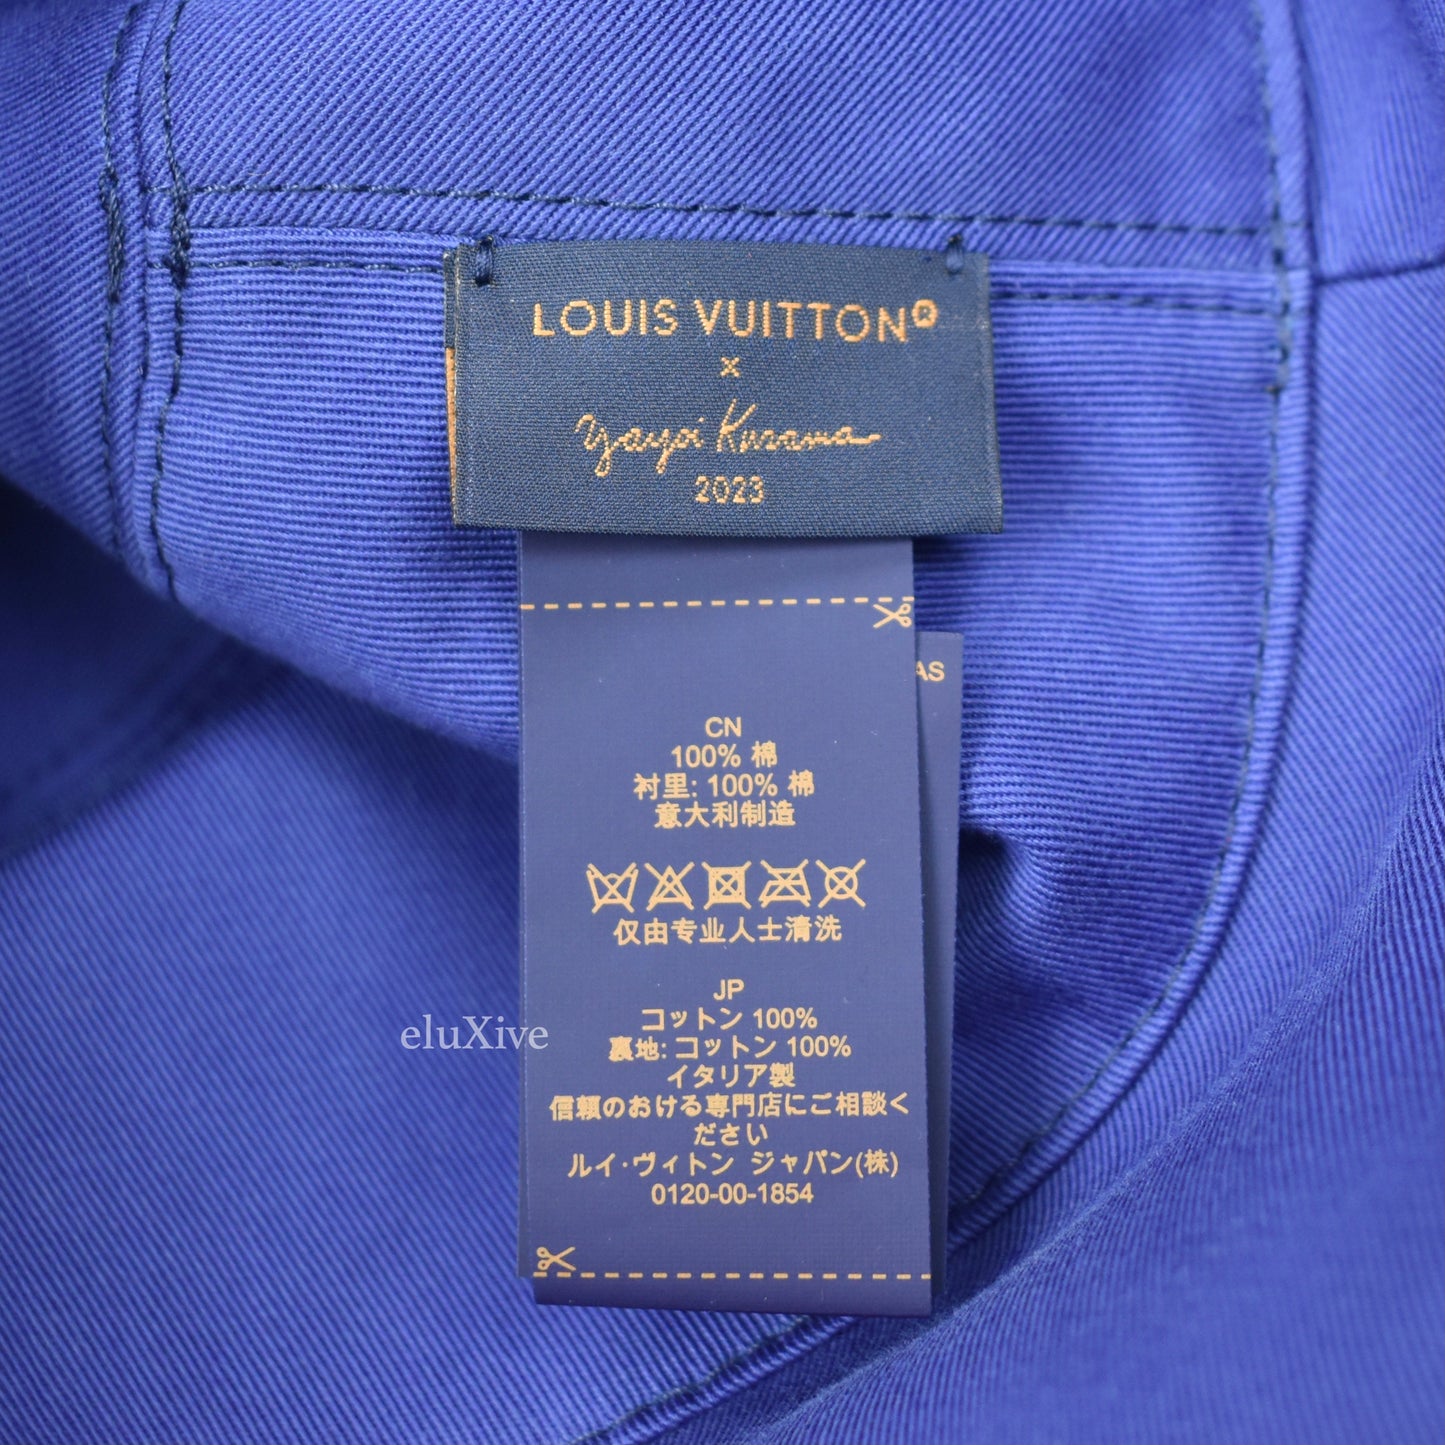 LOUIS VUITTON®
x
Yayoi Kusama
2023
AS
CN
100% 棉
衬里: 100% 棉
意大利制造
仅由专业人士清洗
eluXive
JP
コットン 100%
裏地: コットン 100%
イタリア製
信頼のおける専門店にご相談く
ださい
ルイ·ヴィトン ジャパン(株)
0120-00-1854